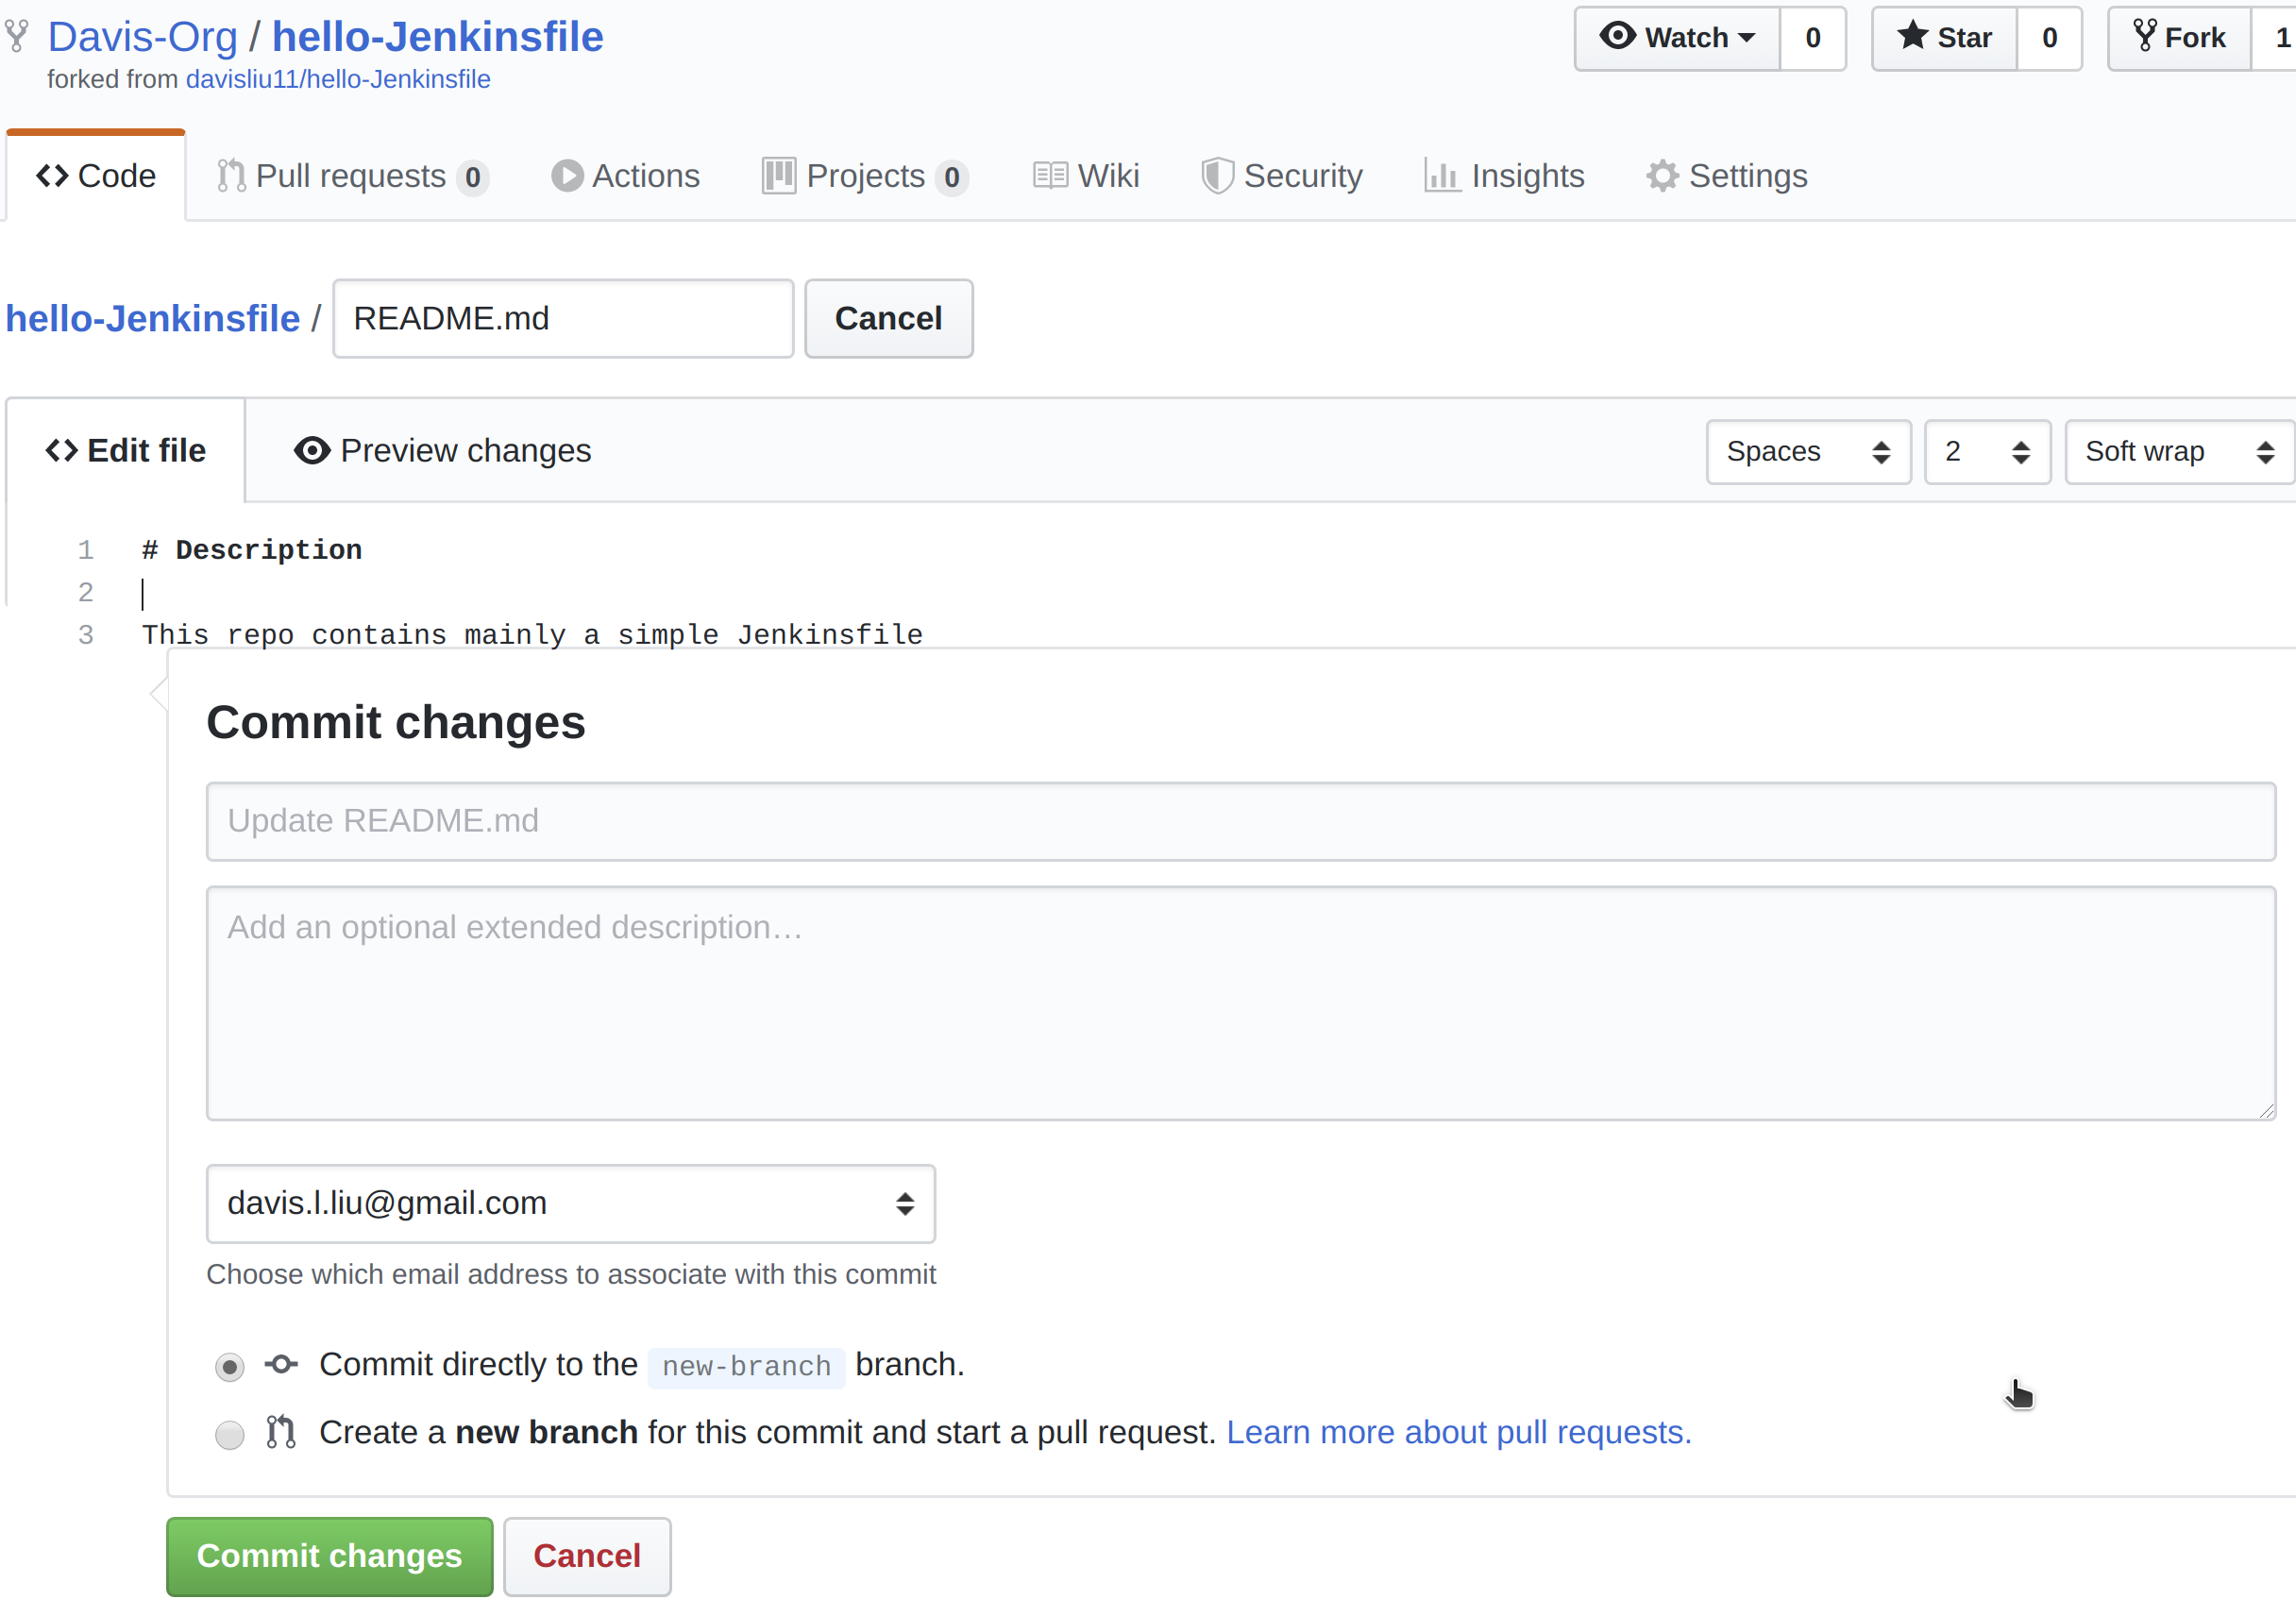 Davis-Org / hello-Jenkinsfile
Watch 0 Star 0 Fork 1
forked from davisliu11/hello-Jenkinsfile
Code Pull requests 0 Actions Projects 0 Wiki Security Insights Settings
hello-Jenkinsfile / README.md Cancel
Edit file Preview changes Spaces 2 Soft wrap
1 # Description
2
3 This repo contains mainly a simple Jenkinsfile
Commit changes
Update README.md
Add an optional extended description…
davis.l.liu@gmail.com
Choose which email address to associate with this commit
Commit directly to the new-branch branch.
Create a new branch for this commit and start a pull request. Learn more about pull requests.
Commit changes Cancel